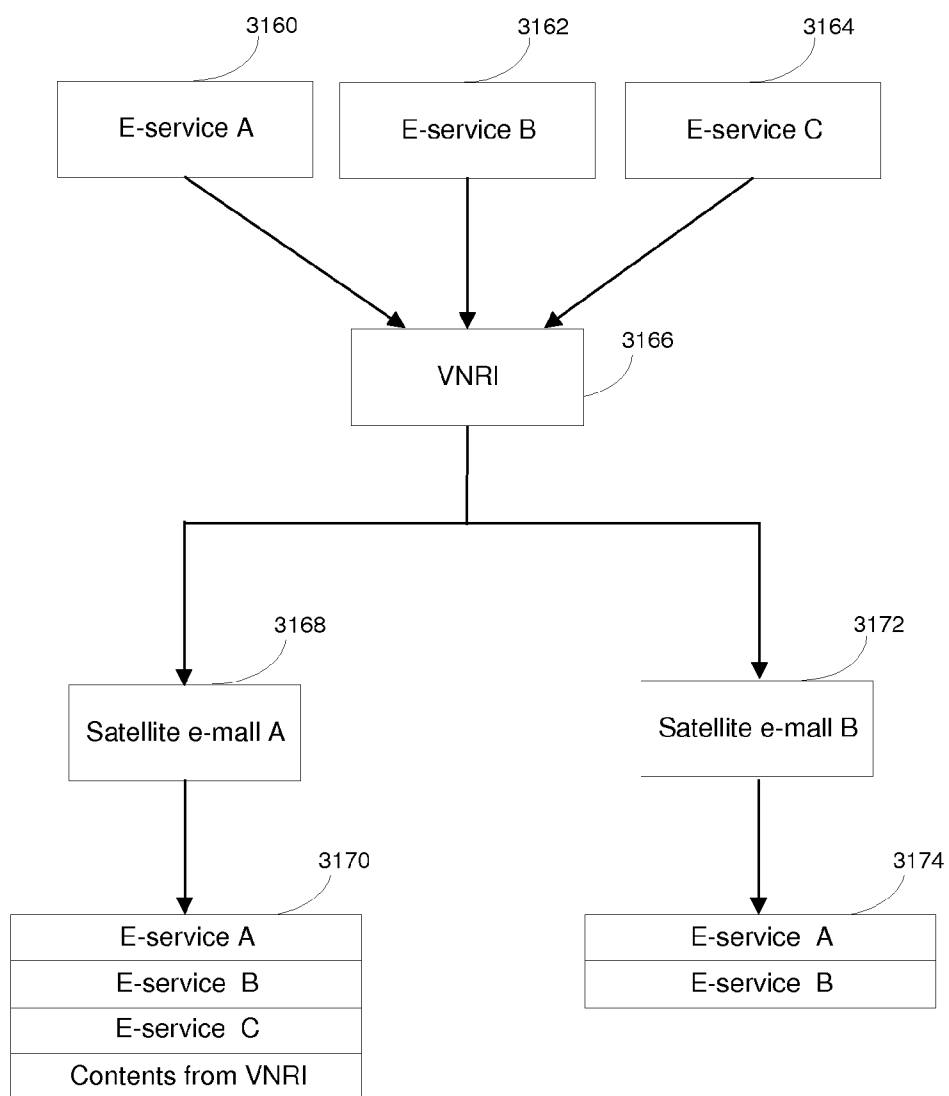 3160
3162
3164
E-service A
E-service B
E-service C
3166
VNRI
3168
3172
Satellite e-mall A
Satellite e-mall B
3170
3174
E-service A
E-service B
E-service C
Contents from VNRI
E-service A
E-service B